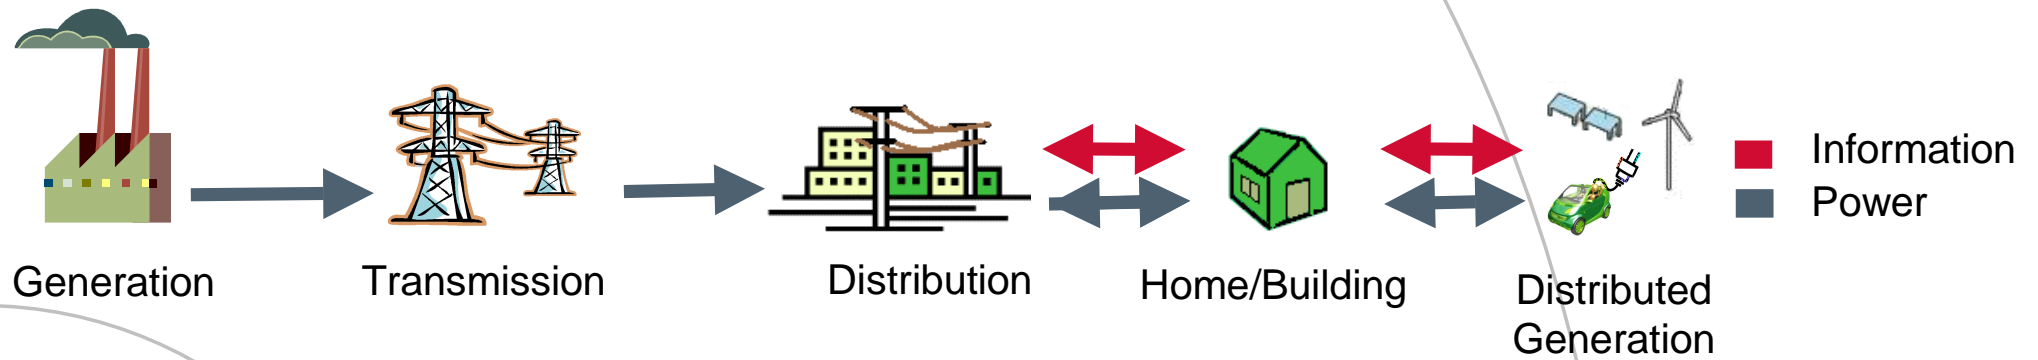 Information
Power
Generation
Transmission
Distribution
Home/Building
Distributed
Generation